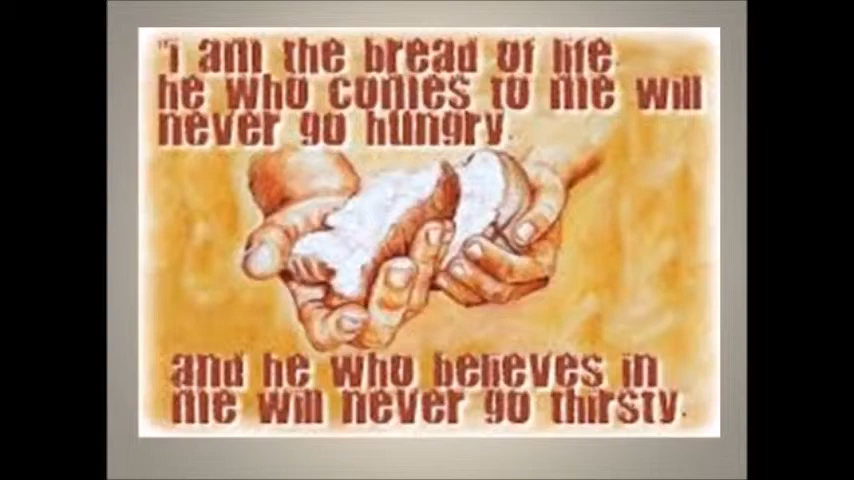 "i am the bread of life.
he who comes to me will
never go hungry.
and he who believes in
me will never go thirsty.